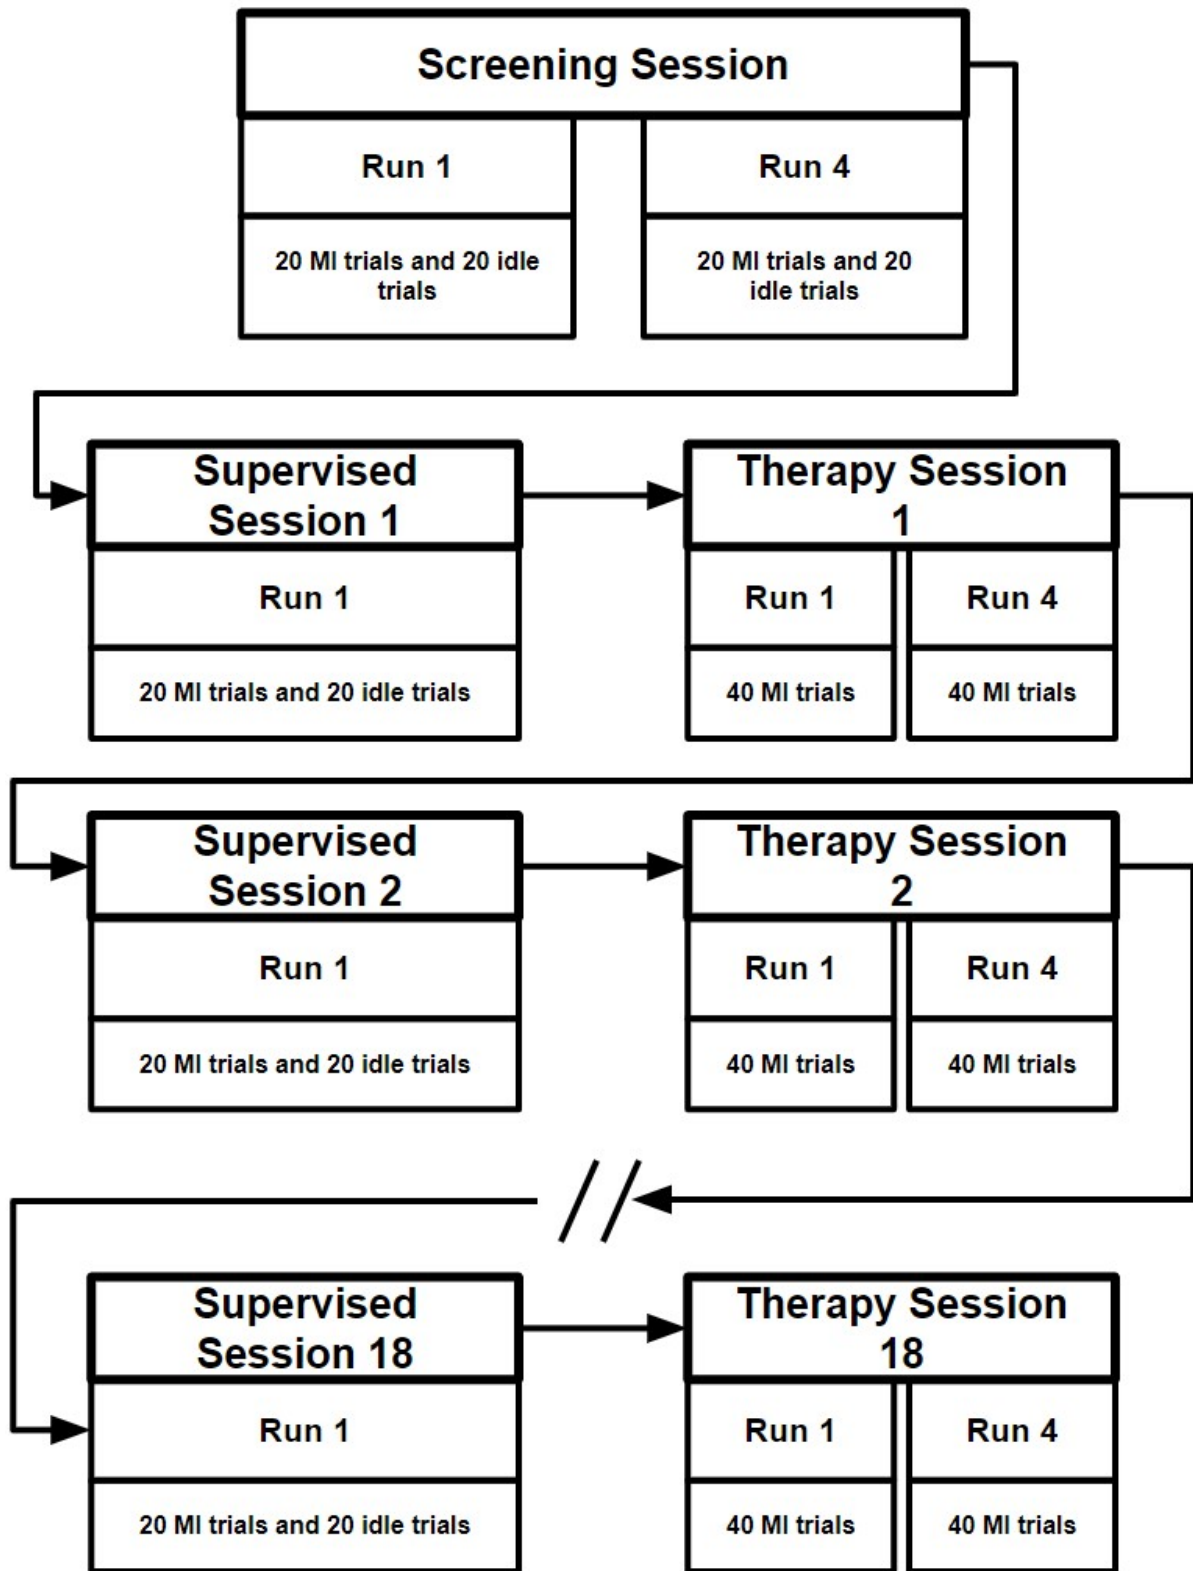 Screening Session
Run 1
Run 4
20 MI trials and 20 idle
trials
20 MI trials and 20
idle trials
Supervised
Session 1
Run 1
20 MI trials and 20 idle trials
Therapy Session
1
Run 1
Run 4
40 MI trials
40 MI trials
Supervised
Session 2
Run 1
20 MI trials and 20 idle trials
Therapy Session
2
Run 1
Run 4
40 MI trials
40 MI trials
//
Supervised
Session 18
Run 1
20 MI trials and 20 idle trials
Therapy Session
18
Run 1
Run 4
40 MI trials
40 MI trials